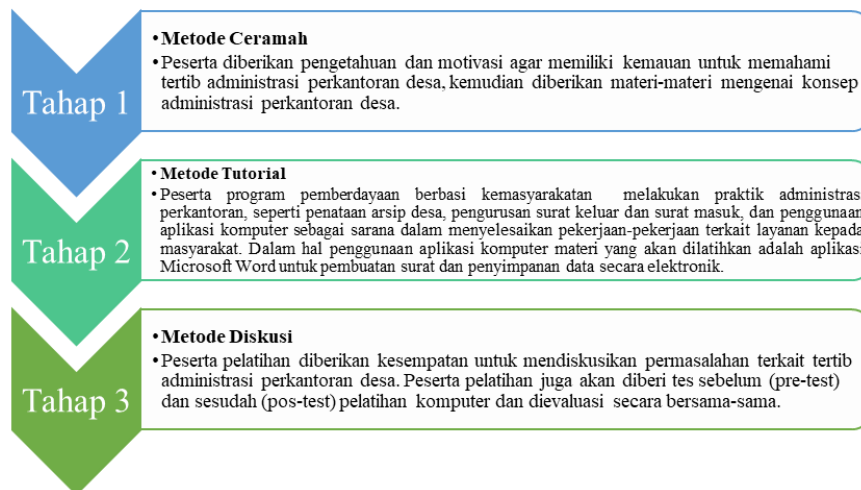 Tahap 1
•Metode Ceramah
•Peserta diberikan pengetahuan dan motivasi agar memiliki kemauan untuk memahami
tertib administrasi perkantoran desa, kemudian diberikan materi-materi mengenai konsep
administrasi perkantoran desa.
Tahap 2
•Metode Tutorial
•Peserta program pemberdayaan berbasi kemasyarakatan melakukan praktik administras
perkantoran, seperti penataan arsip desa, pengurusan surat keluar dan surat masuk, dan penggunaan
aplikasi komputer sebagai sarana dalam menyelesaikan pekerjaan-pekerjaan terkait layanan kepada
masyarakat. Dalam hal penggunaan aplikasi komputer materi yang akan dilatihkan adalah aplikasi
Microsoft Word untuk pembuatan surat dan penyimpanan data secara elektronik.
Tahap 3
•Metode Diskusi
•Peserta pelatihan diberikan kesempatan untuk mendiskusikan permasalahan terkait tertib
administrasi perkantoran desa. Peserta pelatihan juga akan diberi tes sebelum (pre-test)
dan sesudah (pos-test) pelatihan komputer dan dievaluasi secara bersama-sama.